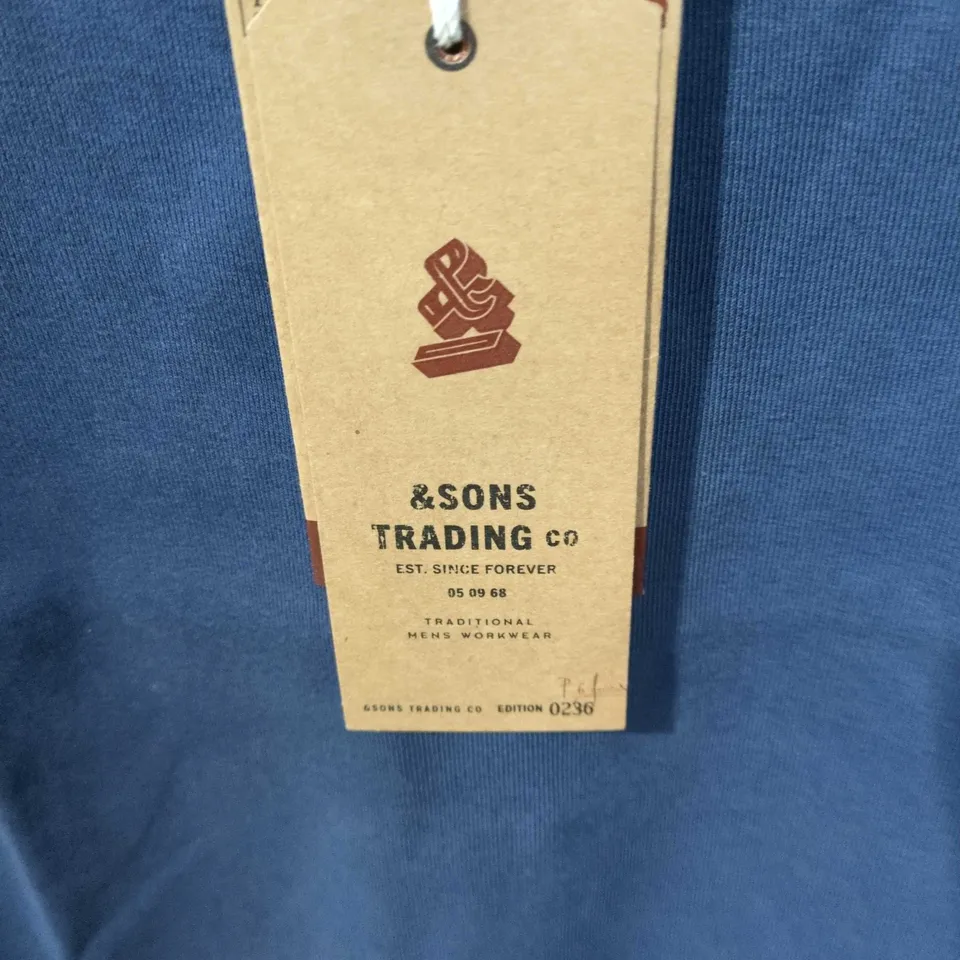 &SONS
TRADING CO
EST. SINCE FOREVER
05 09 68
TRADITIONAL
MENS WORKWEAR
&SONS TRADING CO EDITION 0236